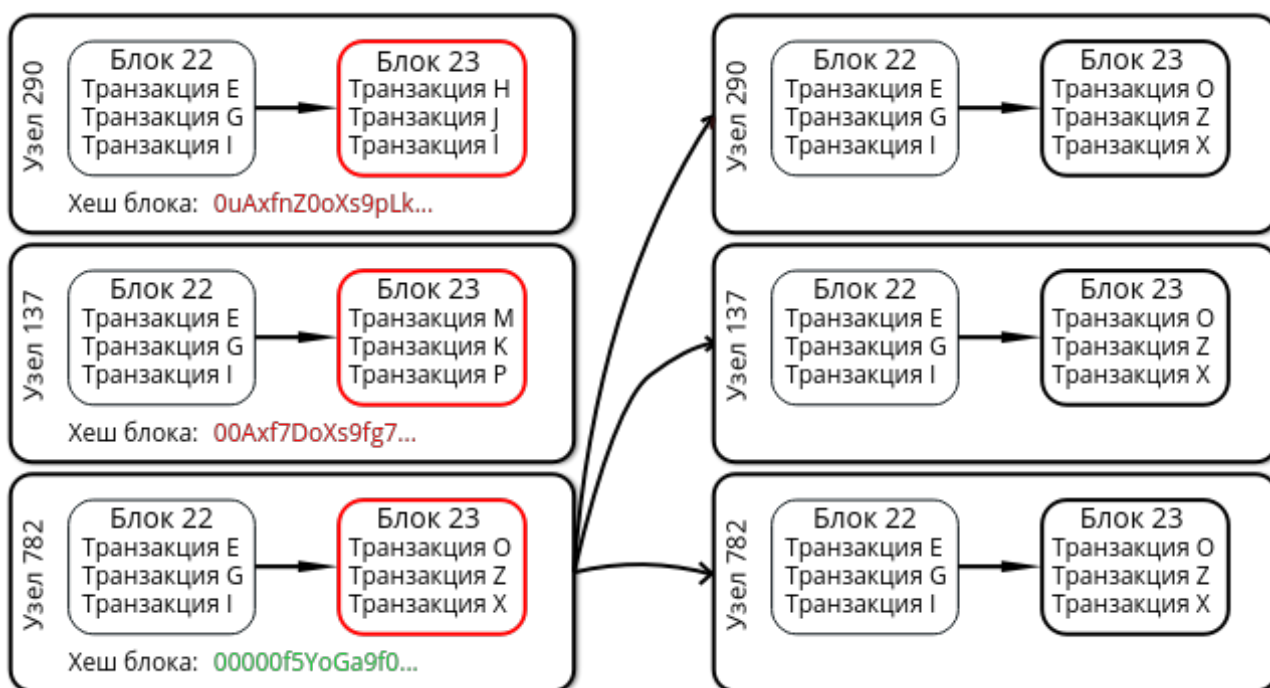 Узел 290
Блок 22
Транзакция E
Транзакция G
Транзакция I
Блок 23
Транзакция H
Транзакция J
Транзакция l
Хеш блока: 0uAxfnZ0oXs9pLk...
Узел 290
Блок 22
Транзакция E
Транзакция G
Транзакция I
Блок 23
Транзакция O
Транзакция Z
Транзакция X
Узел 137
Блок 22
Транзакция E
Транзакция G
Транзакция I
Блок 23
Транзакция M
Транзакция K
Транзакция P
Хеш блока: 00Axf7DoXs9fg7...
Узел 137
Блок 22
Транзакция E
Транзакция G
Транзакция I
Блок 23
Транзакция O
Транзакция Z
Транзакция X
Узел 782
Блок 22
Транзакция E
Транзакция G
Транзакция I
Блок 23
Транзакция O
Транзакция Z
Транзакция X
Хеш блока: 00000f5YoGa9f0...
Узел 782
Блок 22
Транзакция E
Транзакция G
Транзакция I
Блок 23
Транзакция O
Транзакция Z
Транзакция X